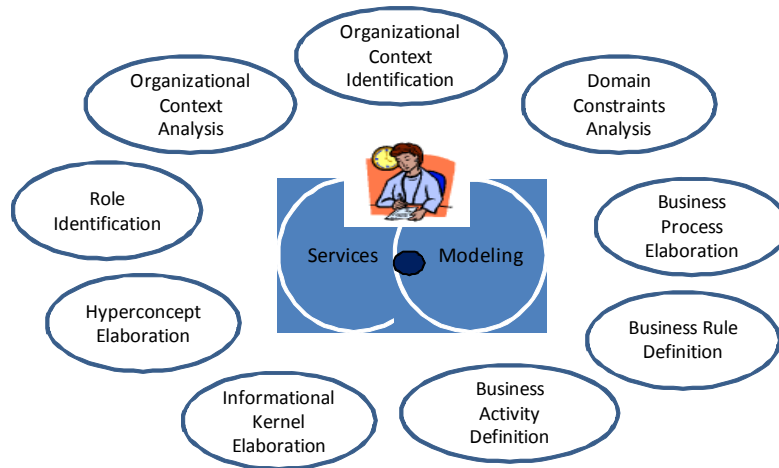 Organizational
Context
Identification
Organizational
Context
Analysis
Domain
Constraints
Analysis
Role
Identification
Business
Process
Elaboration
Services
Modeling
Hyperconcept
Elaboration
Business Rule
Definition
Informational
Kernel
Elaboration
Business
Activity
Definition